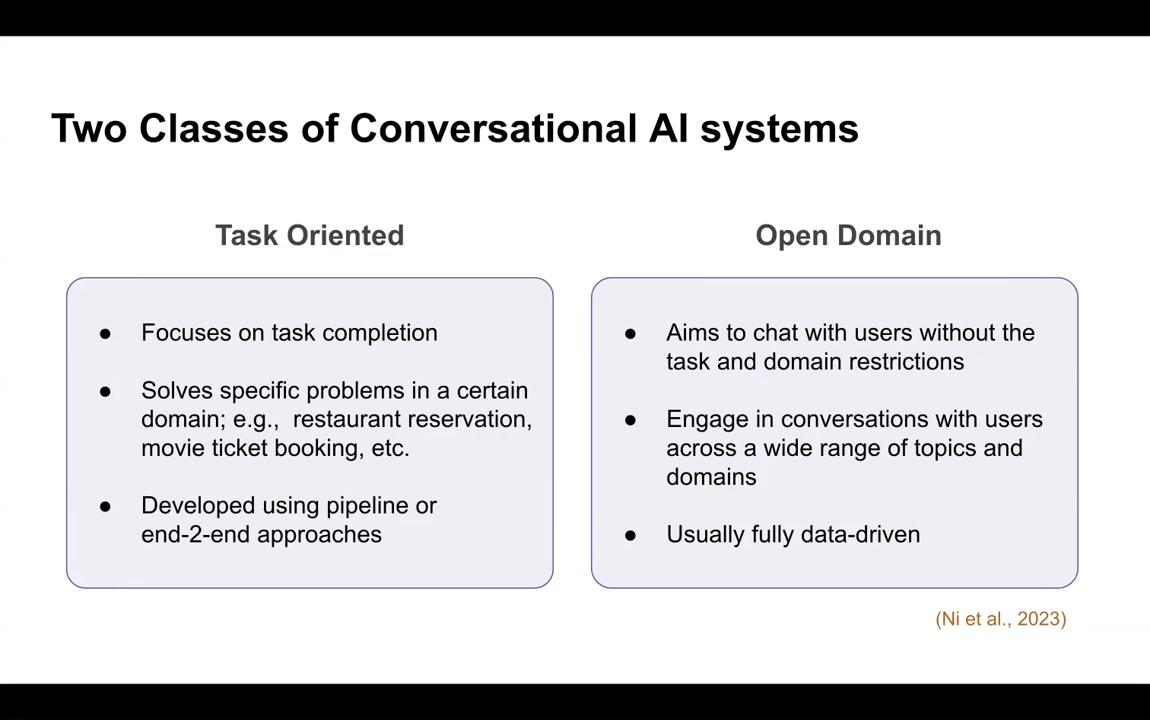 Two Classes of Conversational AI systems
Task Oriented
● Focuses on task completion
● Solves specific problems in a certain
domain; e.g.,  restaurant reservation,
movie ticket booking, etc.
● Developed using pipeline or
end-2-end approaches
Open Domain
● Aims to chat with users without the
task and domain restrictions
● Engage in conversations with users
across a wide range of topics and
domains
● Usually fully data-driven
(Ni et al., 2023)